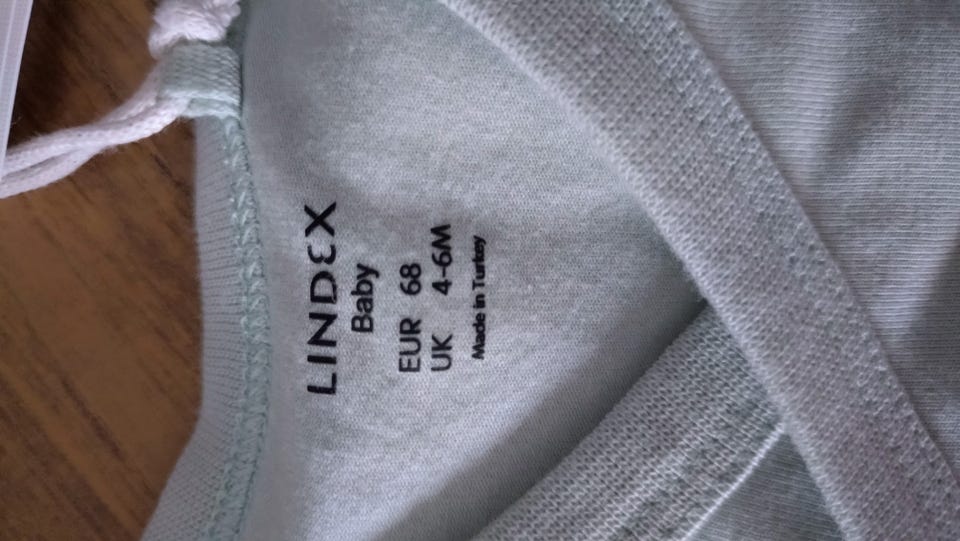 LINDEX
Baby
EUR 68
UK 4-6M
Made in Turkey